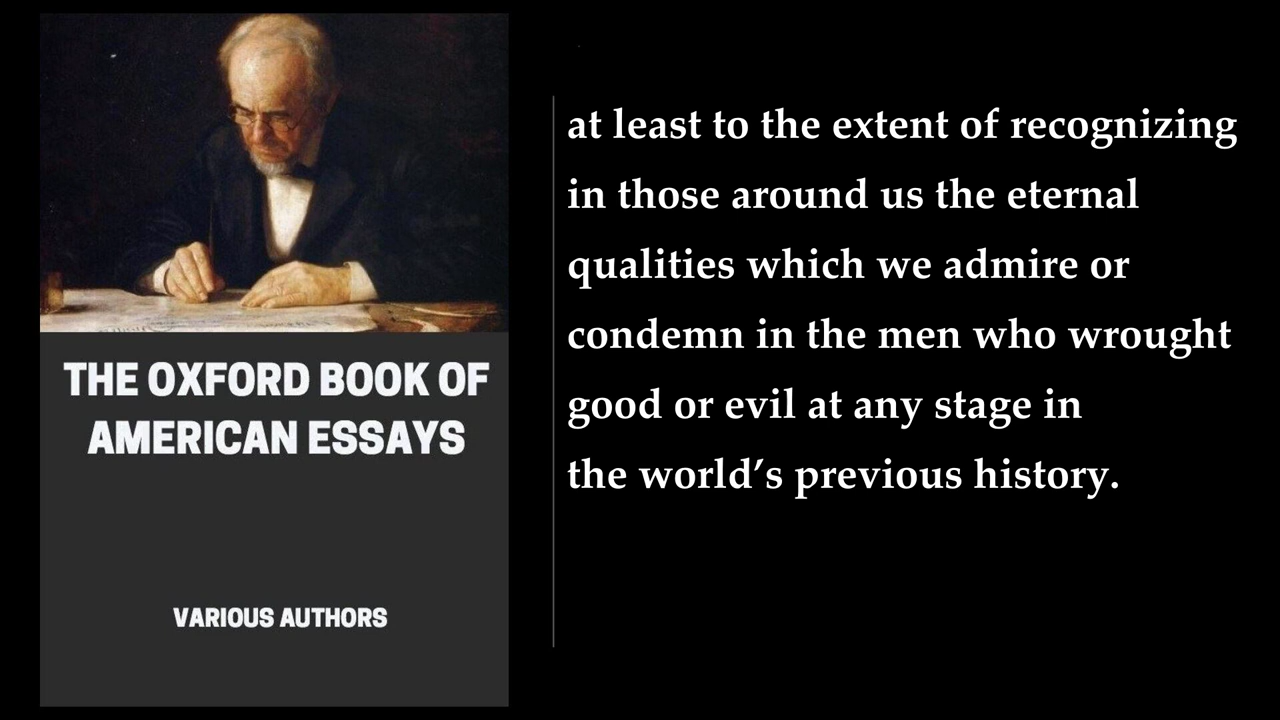 THE OXFORD BOOK OF
AMERICAN ESSAYS
VARIOUS AUTHORS
at least to the extent of recognizing
in those around us the eternal
qualities which we admire or
condemn in the men who wrought
good or evil at any stage in
the world’s previous history.